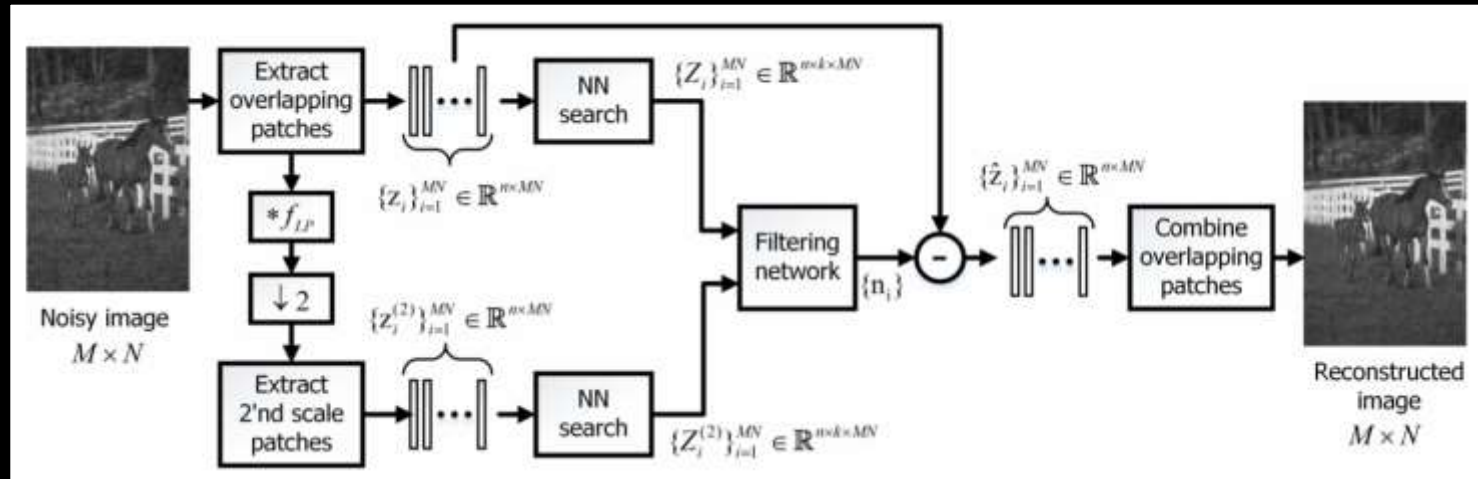 Noisy image
M × N
Extract
overlapping
patches
* f_{LP}
↓ 2
Extract
2'nd scale
patches
{z_i}_{i=1}^{MN} ∈ ℝ^{n×MN}
{z_i^{(2)}}_{i=1}^{MN} ∈ ℝ^{n×MN}
NN
search
NN
search
{Z_i}_{i=1}^{MN} ∈ ℝ^{n×k×MN}
{Z_i^{(2)}}_{i=1}^{MN} ∈ ℝ^{n×k×MN}
Filtering
network
{n_i}
-
{ẑ_i}_{i=1}^{MN} ∈ ℝ^{n×MN}
Combine
overlapping
patches
Reconstructed
image
M × N